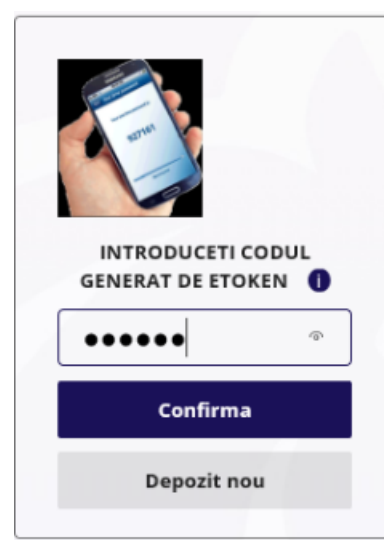 927161
INTRODUCETI CODUL
GENERAT DE ETOKEN i
●●●●●●
Confirma
Depozit nou